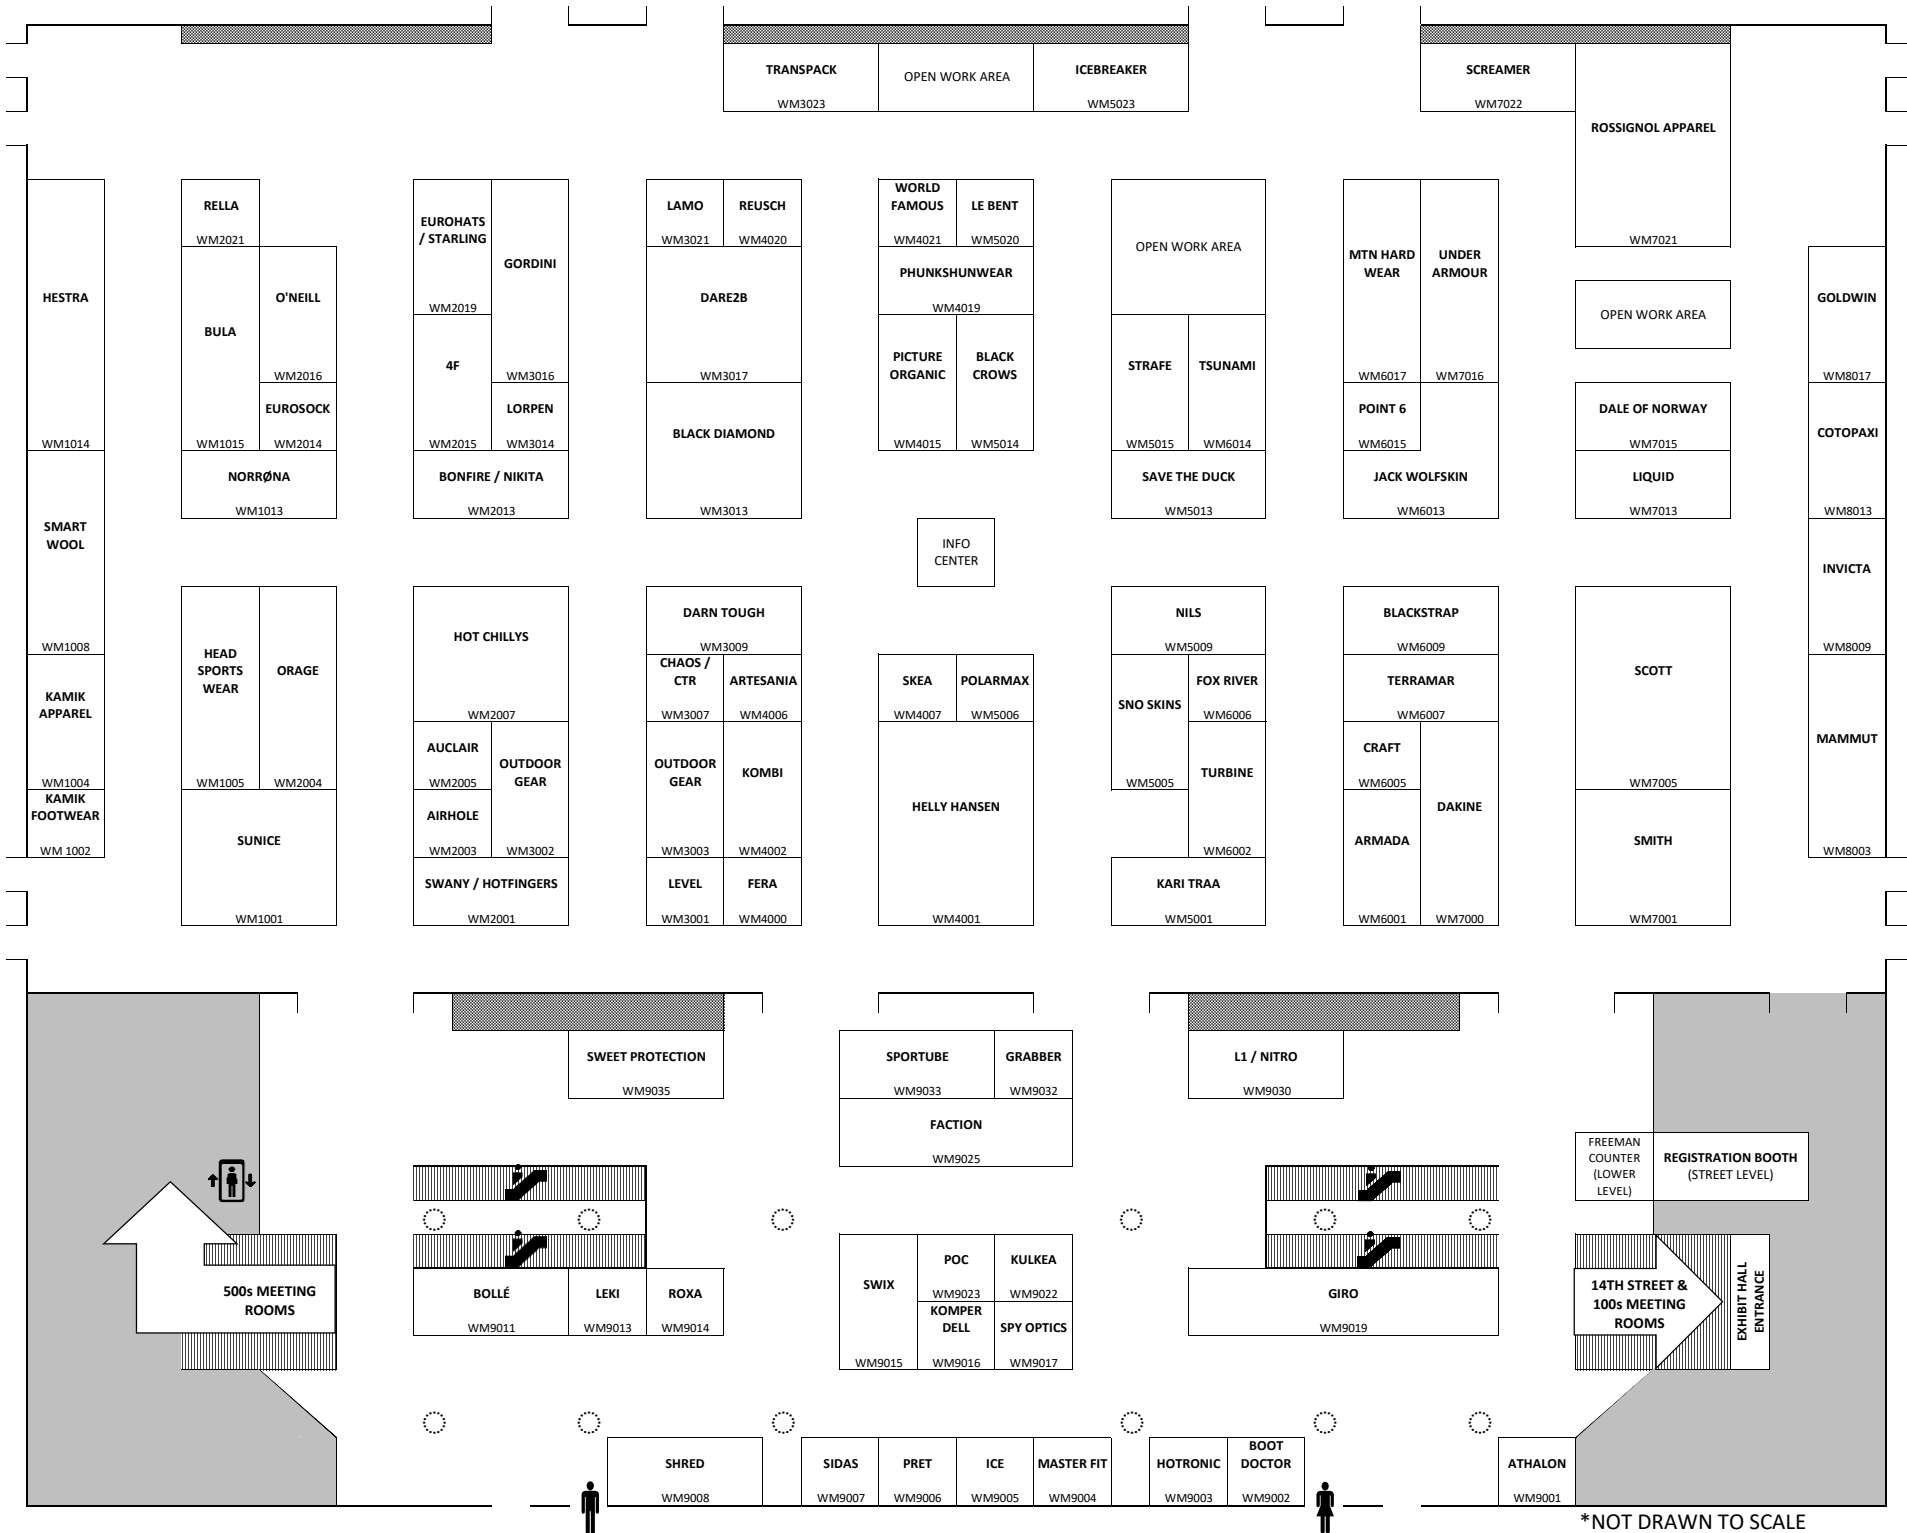 TRANSPACK
WM3023
OPEN WORK AREA
ICEBREAKER
WM5023
SCREAMER
WM7022
ROSSIGNOL APPAREL
WM7021
HESTRA
WM1014
RELLA
WM2021
BULA
WM1015
O'NEILL
WM2016
EUROSOCK
WM2014
NORRØNA
WM1013
EUROHATS
/ STARLING
WM2019
GORDINI
WM3016
4F
WM2015
LORPEN
WM3014
BONFIRE / NIKITA
WM2013
LAMO
WM3021
REUSCH
WM4020
DARE2B
WM3017
BLACK DIAMOND
WM3013
WORLD
FAMOUS
WM4021
LE BENT
WM5020
PHUNKSHUNWEAR
WM4019
PICTURE
ORGANIC
WM4015
BLACK
CROWS
WM5014
OPEN WORK AREA
STRAFE
WM5015
TSUNAMI
WM6014
SAVE THE DUCK
WM5013
MTN HARD
WEAR
WM6017
UNDER
ARMOUR
WM7016
POINT 6
WM6015
JACK WOLFSKIN
WM6013
OPEN WORK AREA
DALE OF NORWAY
WM7015
LIQUID
WM7013
GOLDWIN
WM8017
COTOPAXI
WM8013
INFO
CENTER
SMART
WOOL
WM1008
KAMIK
APPAREL
WM1004
KAMIK
FOOTWEAR
WM 1002
HEAD
SPORTS
WEAR
WM1005
ORAGE
WM2004
SUNICE
WM1001
HOT CHILLYS
WM2007
AUCLAIR
WM2005
OUTDOOR
GEAR
WM3002
AIRHOLE
WM2003
SWANY / HOTFINGERS
WM2001
DARN TOUGH
WM3009
CHAOS /
CTR
WM3007
ARTESANIA
WM4006
OUTDOOR
GEAR
WM3003
KOMBI
WM4002
LEVEL
WM3001
FERA
WM4000
SKEA
WM4007
POLARMAX
WM5006
HELLY HANSEN
WM4001
NILS
WM5009
SNO SKINS
WM5005
FOX RIVER
WM6006
TURBINE
WM6002
KARI TRAA
WM5001
BLACKSTRAP
WM6009
TERRAMAR
WM6007
CRAFT
WM6005
DAKINE
WM7000
ARMADA
WM6001
SCOTT
WM7005
SMITH
WM7001
INVICTA
WM8009
MAMMUT
WM8003
SWEET PROTECTION
WM9035
SPORTUBE
WM9033
GRABBER
WM9032
FACTION
WM9025
L1 / NITRO
WM9030
FREEMAN
COUNTER
(LOWER
LEVEL)
REGISTRATION BOOTH
(STREET LEVEL)
500s MEETING
ROOMS
BOLLÉ
WM9011
LEKI
WM9013
ROXA
WM9014
SWIX
WM9015
POC
WM9023
KULKEA
WM9022
KOMPER
DELL
WM9016
SPY OPTICS
WM9017
GIRO
WM9019
14TH STREET &
100s MEETING
ROOMS
EXHIBIT HALL
ENTRANCE
SHRED
WM9008
SIDAS
WM9007
PRET
WM9006
ICE
WM9005
MASTER FIT
WM9004
HOTRONIC
WM9003
BOOT
DOCTOR
WM9002
ATHALON
WM9001
*NOT DRAWN TO SCALE